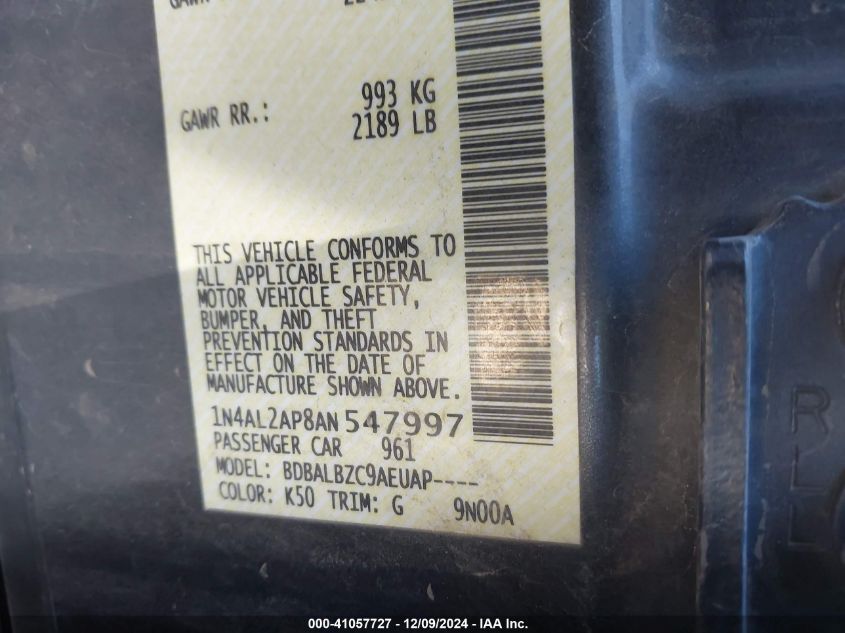 GAWR
GAWR RR.: 993 KG
2189 LB
THIS VEHICLE CONFORMS TO
ALL APPLICABLE FEDERAL
MOTOR VEHICLE SAFETY,
BUMPER, AND THEFT
PREVENTION STANDARDS IN
EFFECT ON THE DATE OF
MANUFACTURE SHOWN ABOVE.
1N4AL2AP8AN547997
PASSENGER CAR 961
MODEL: BDBALBZC9AEUAP----
COLOR: K50 TRIM: G 9N00A
R
L
L
000-41057727 - 12/09/2024 - IAA Inc.